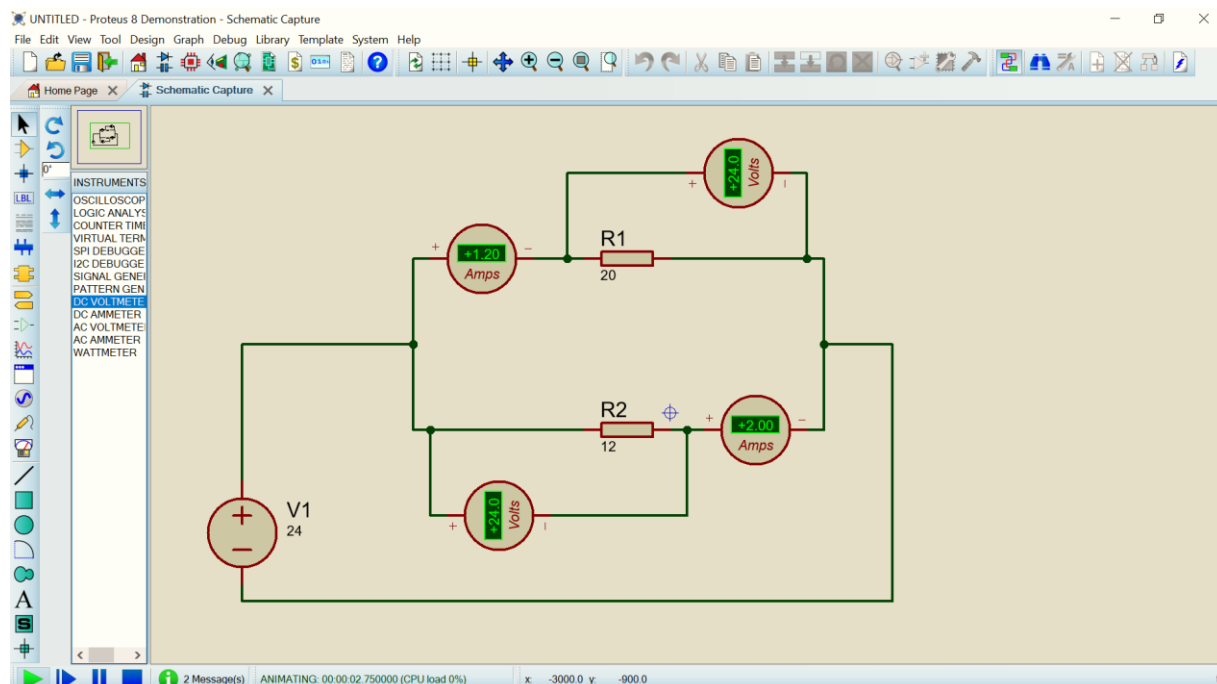 UNTITLED - Proteus 8 Demonstration - Schematic Capture
File Edit View Tool Design Graph Debug Library Template System Help
Home Page
Schematic Capture
0°
LBL
INSTRUMENTS
OSCILLOSCOP
LOGIC ANALYS
COUNTER TIME
VIRTUAL TERM
SPI DEBUGGE
I2C DEBUGGE
SIGNAL GENE
PATTERN GEN
DC VOLTMETE
DC AMMETER
AC VOLTMETE
AC AMMETER
WATTMETER
A
S
+24.0
Volts
+ -
+1.20
Amps
+ -
R1
20
R2
12
+2.00
Amps
+ -
+24.0
Volts
+ -
V1
24
+
-
2 Message(s)
ANIMATING: 00:00:02.750000 (CPU load 0%)
x: -3000.0 y: -900.0